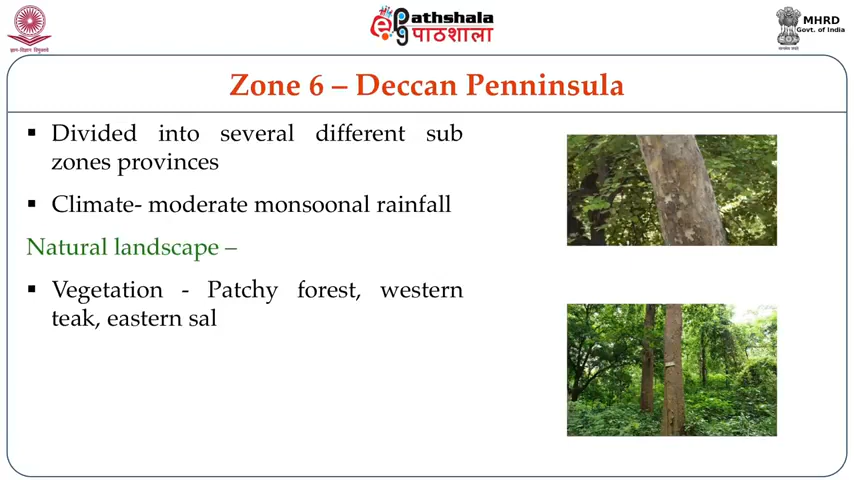 Pathshala
पाठशाला
MHRD
Govt. of India
Zone 6 – Deccan Penninsula
▪ Divided into several different sub
zones provinces
▪ Climate- moderate monsoonal rainfall
Natural landscape –
▪ Vegetation - Patchy forest, western
teak, eastern sal